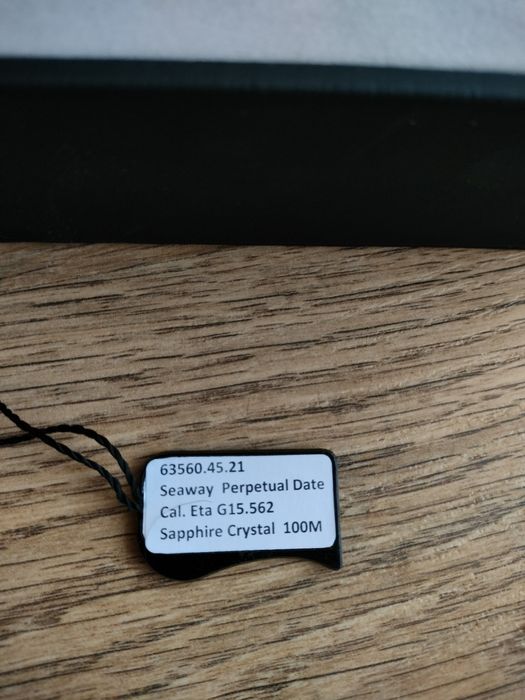 63560.45.21
Seaway Perpetual Date
Cal. Eta G15.562
Sapphire Crystal 100M